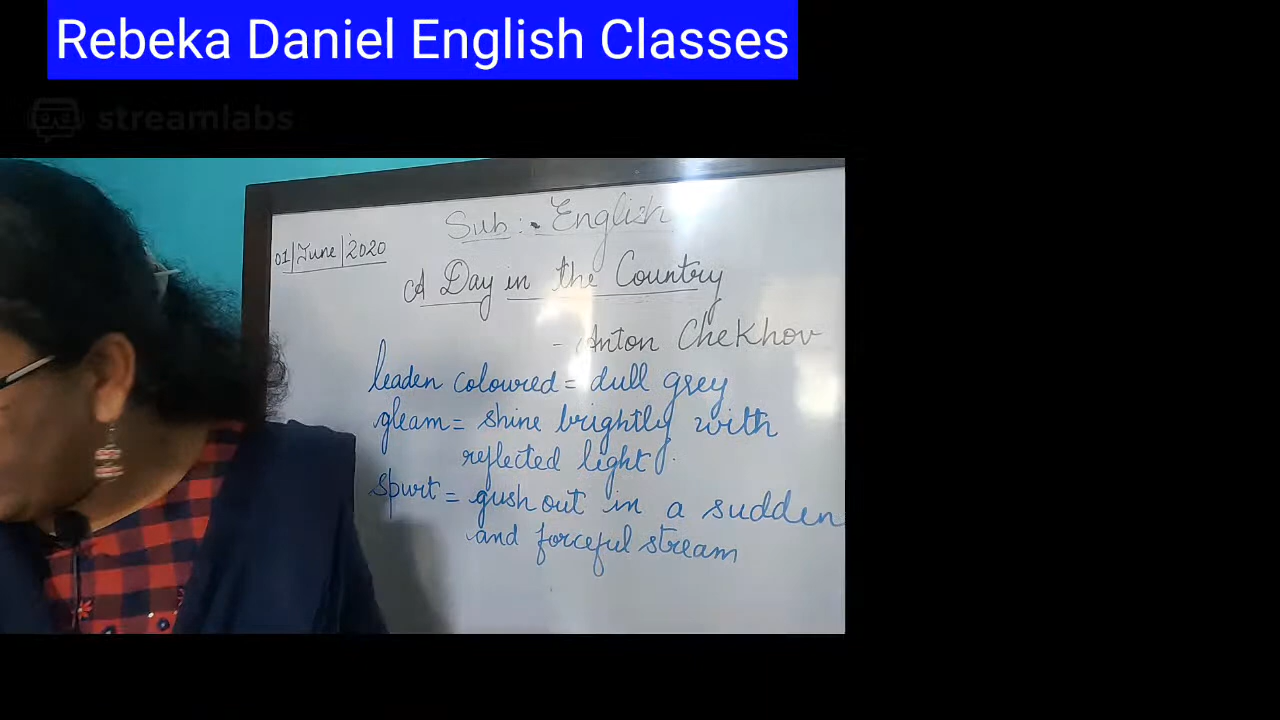 Rebeka Daniel English Classes
streamlabs
Sub:- English
01|June|2020
A Day in the Country
- Anton Chekhov
leaden coloured = dull grey
gleam = shine brightly with
reflected light.
spurt = gush out in a sudden
and forceful stream